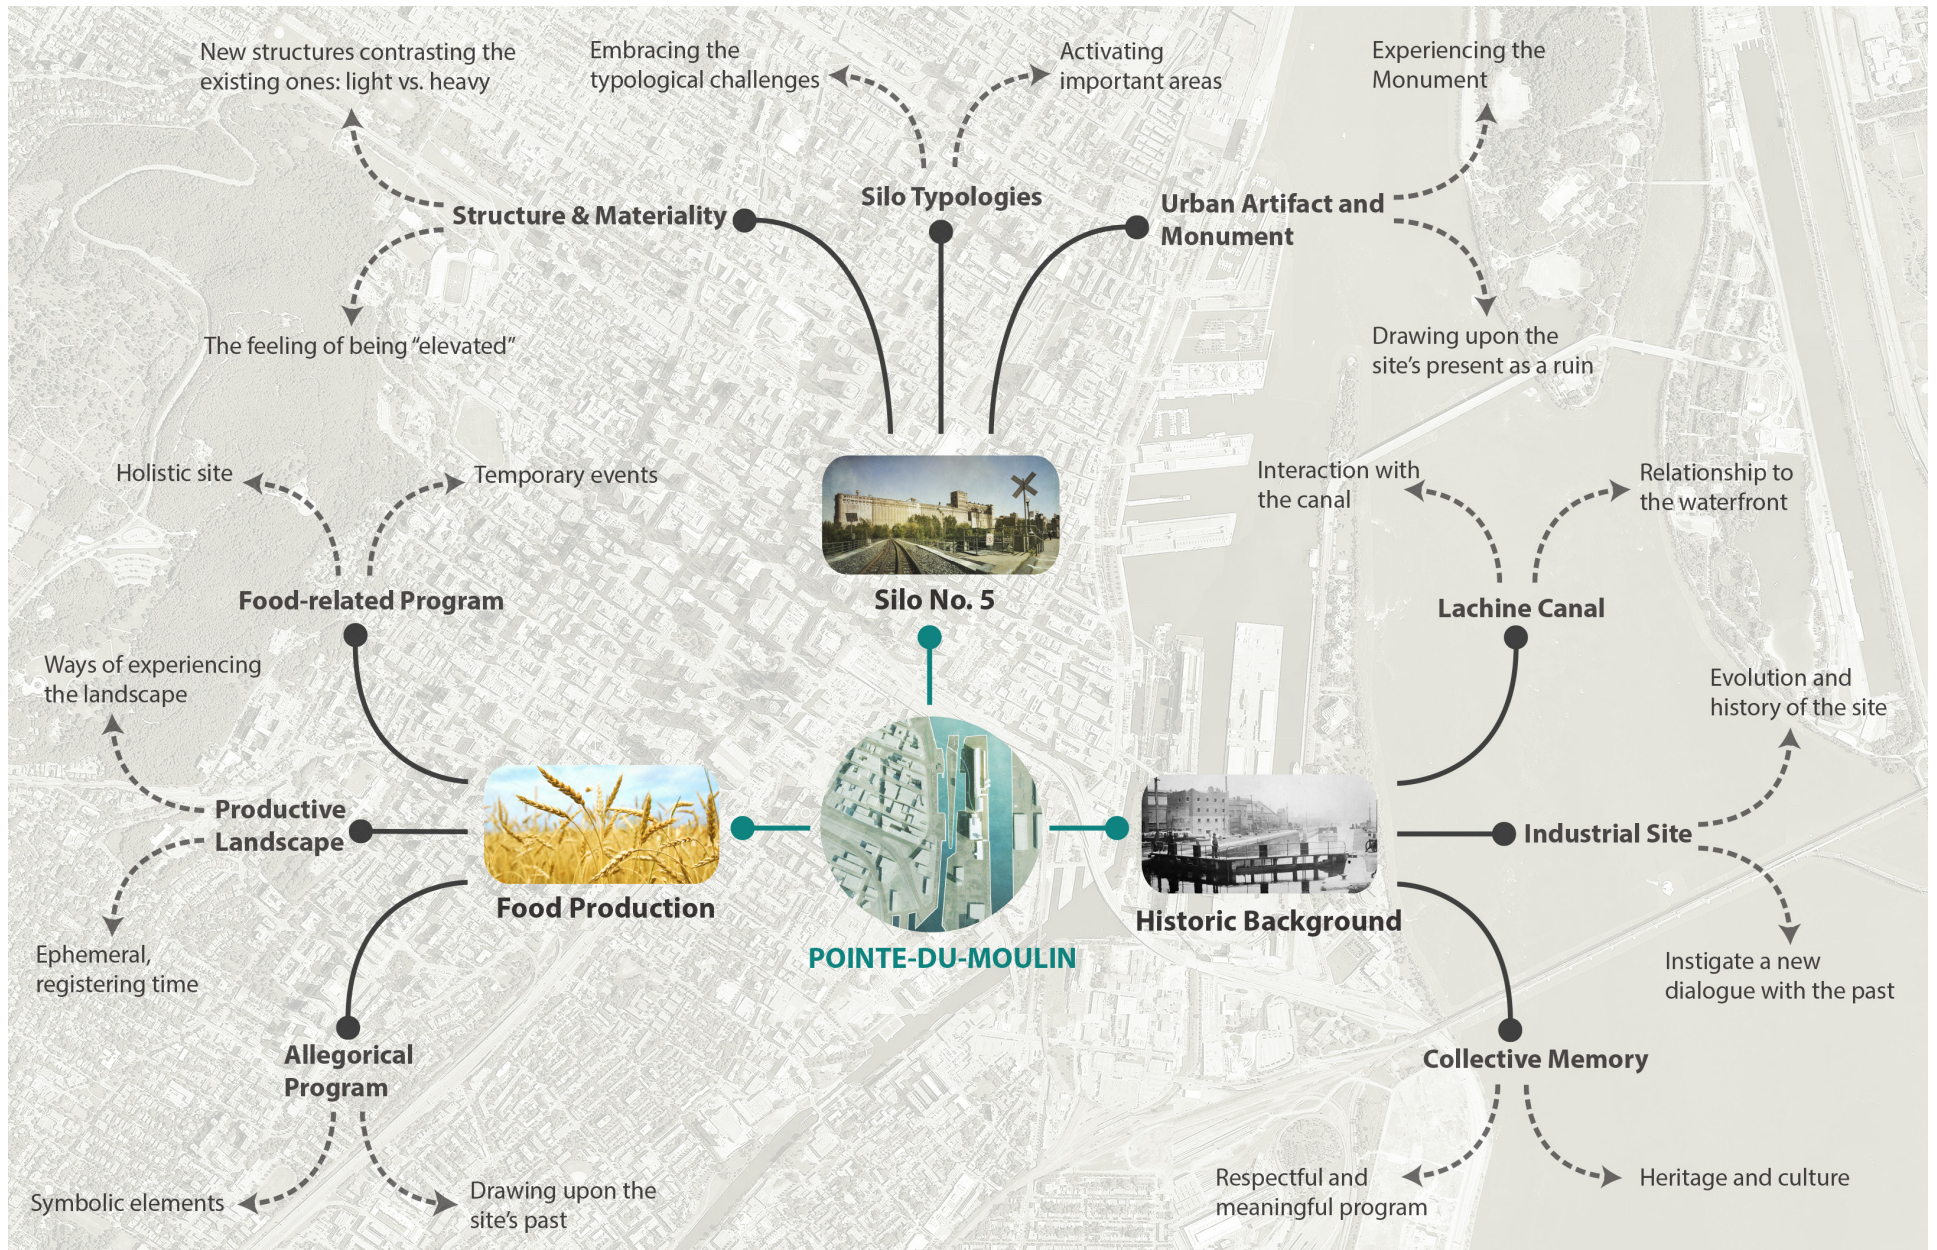 New structures contrasting the
existing ones: light vs. heavy
Embracing the
typological challenges
Activating
important areas
Experiencing the
Monument
Structure & Materiality
Silo Typologies
Urban Artifact and
Monument
The feeling of being “elevated”
Drawing upon the
site’s present as a ruin
Holistic site
Temporary events
Interaction with
the canal
Relationship to
the waterfront
Food-related Program
Silo No. 5
Lachine Canal
Ways of experiencing
the landscape
Evolution and
history of the site
Productive
Landscape
Industrial Site
Food Production
Historic Background
POINTE-DU-MOULIN
Ephemeral,
registering time
Instigate a new
dialogue with the past
Allegorical
Program
Collective Memory
Symbolic elements
Drawing upon the
site’s past
Respectful and
meaningful program
Heritage and culture